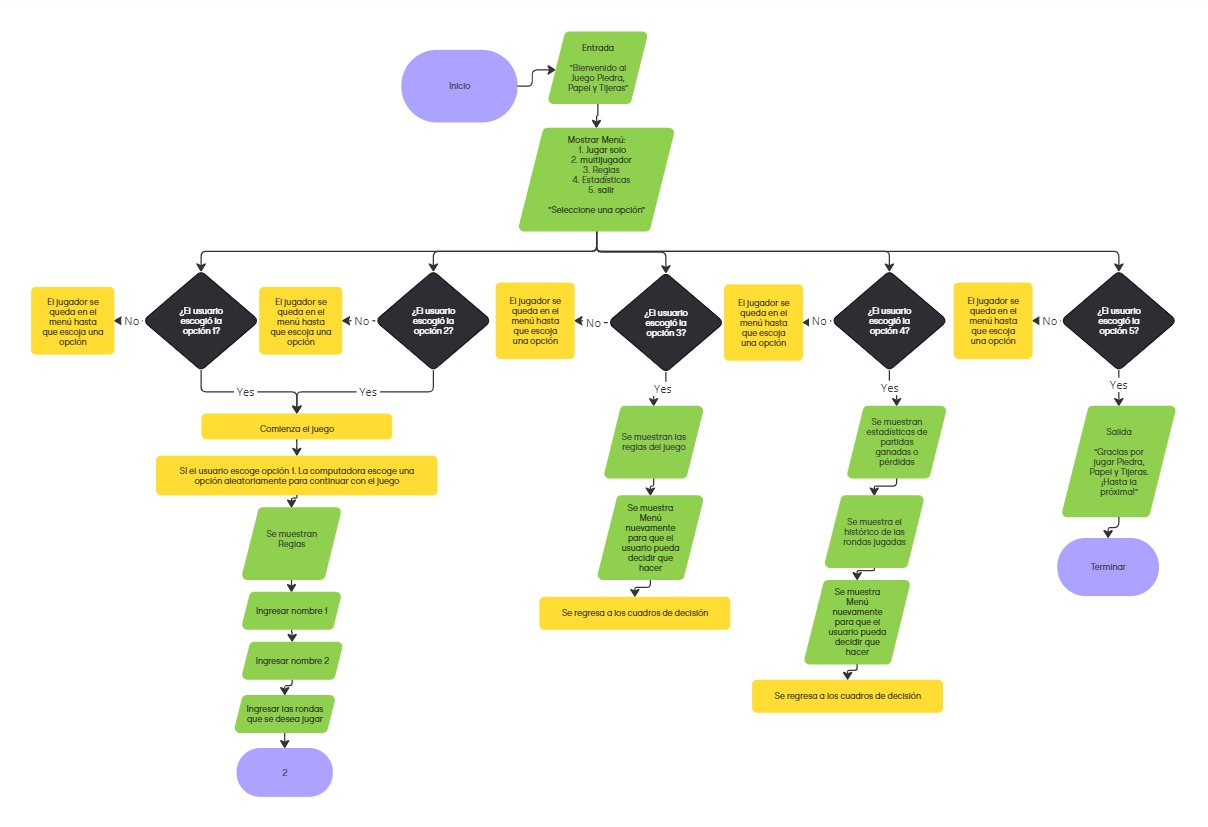 Entrada
"Bienvenido al
Juego Piedra,
Papel y Tijeras"
Inicio
Mostrar Menú:
1. Jugar solo
2. multijugador
3. Reglas
4. Estadísticas
5. salir
"Seleccione una opción"
El jugador se
queda en el
menú hasta
que escoja una
opción
No
¿El usuario
escogió la
opción 1?
El jugador se
queda en el
menú hasta
que escoja una
opción
No
¿El usuario
escogió la
opción 2?
El jugador se
queda en el
menú hasta
que escoja
una opción
No
¿El usuario
escogió la
opción 3?
El jugador se
queda en el
menú hasta
que escoja
una opción
No
¿El usuario
escogió la
opción 4?
El jugador se
queda en el
menú hasta
que escoja
una opción
No
¿El usuario
escogió la
opción 5?
Yes
Yes
Yes
Yes
Yes
Comienza el juego
SI el usuario escoge opción 1. La computadora escoge una
opción aleatoriamente para continuar con el juego
Se muestran
Reglas
Ingresar nombre 1
Ingresar nombre 2
Ingresar las rondas
que se desea jugar
2
Se muestran las
reglas del juego
Se muestra
Menú
nuevamente
para que el
usuario pueda
decidir que
hacer
Se regresa a los cuadros de decisión
Se muestran
estadísticas de
partidas
ganadas o
pérdidas
Se muestra el
histórico de las
rondas jugadas
Se muestra
Menú
nuevamente
para que el
usuario pueda
decidir que
hacer
Se regresa a los cuadros de decisión
Salida
"Gracias por
jugar Piedra,
Papel y Tijeras.
¡Hasta la
próxima!"
Terminar